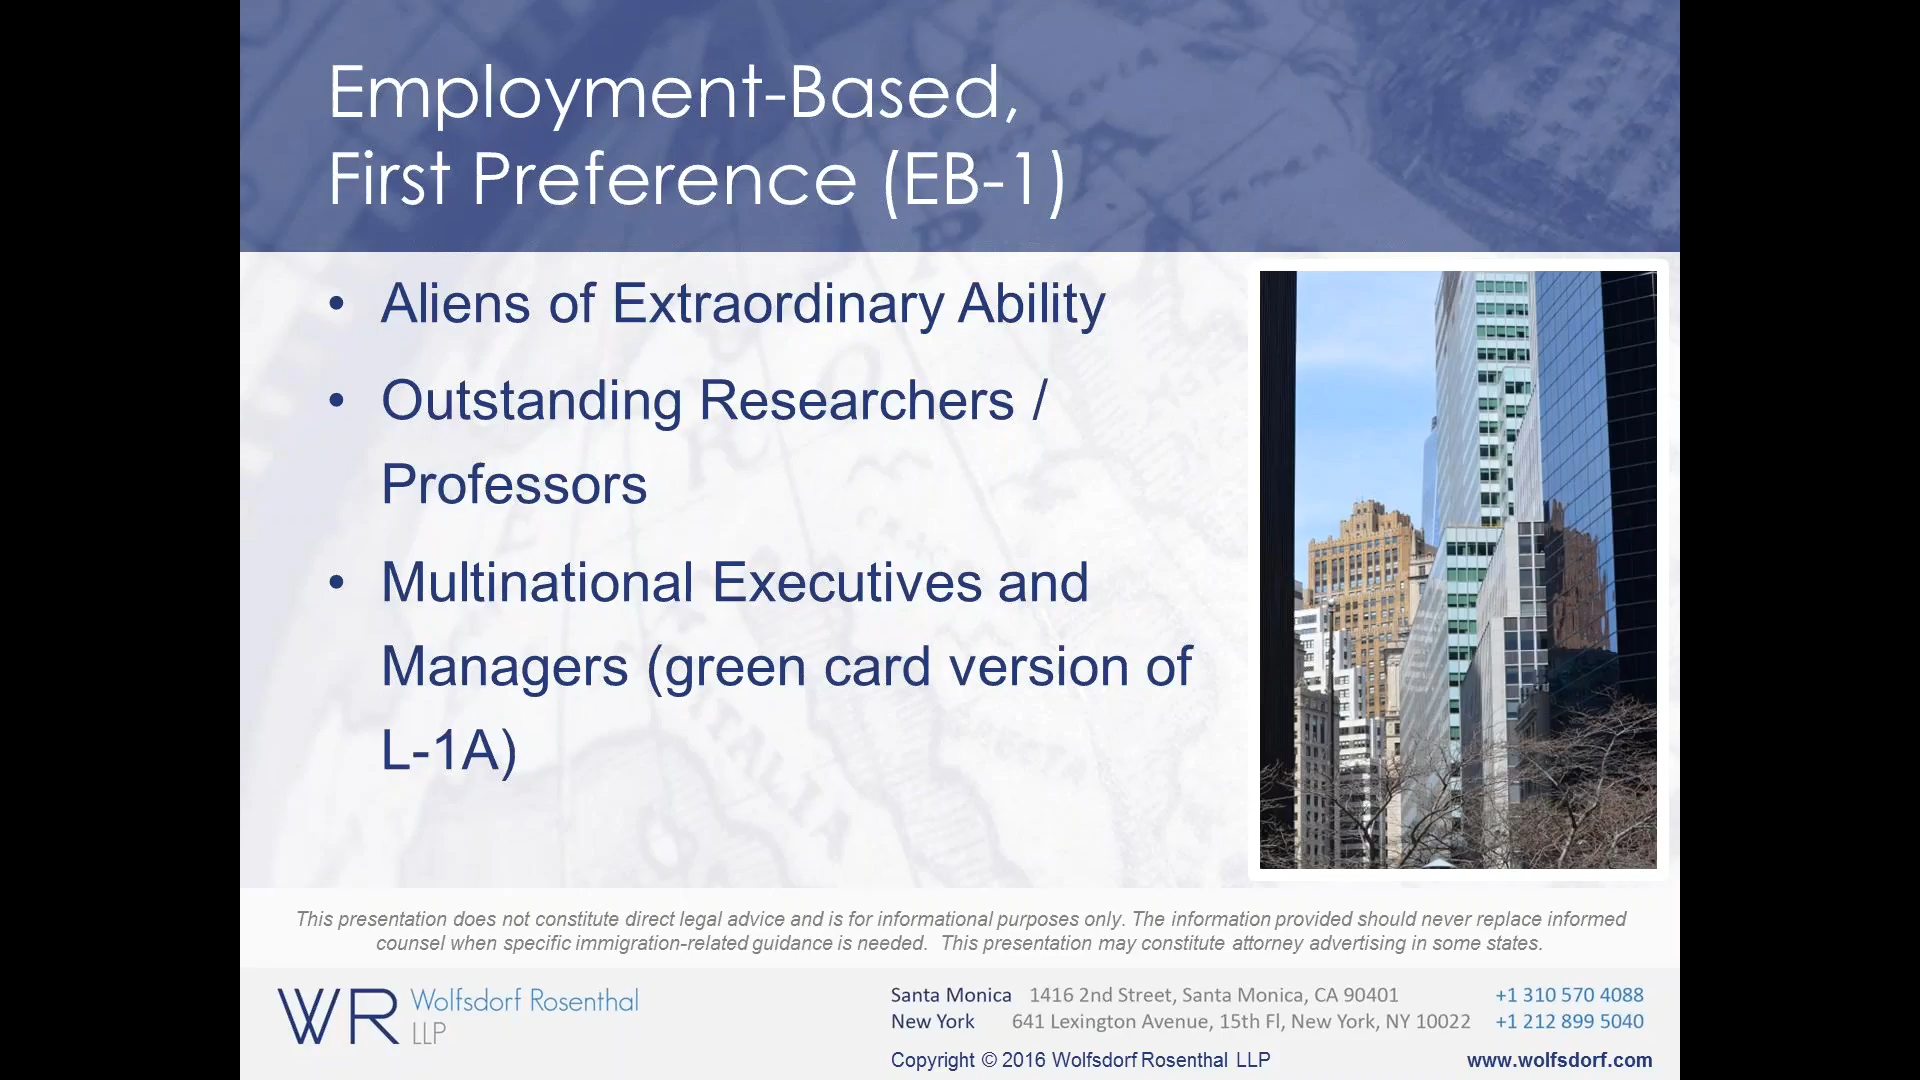 Employment-Based,
First Preference (EB-1)
• Aliens of Extraordinary Ability
• Outstanding Researchers /
Professors
• Multinational Executives and
Managers (green card version of
L-1A)
This presentation does not constitute direct legal advice and is for informational purposes only. The information provided should never replace informed
counsel when specific immigration-related guidance is needed. This presentation may constitute attorney advertising in some states.
WR Wolfsdorf Rosenthal
LLP
Santa Monica 1416 2nd Street, Santa Monica, CA 90401 +1 310 570 4088
New York 641 Lexington Avenue, 15th Fl, New York, NY 10022 +1 212 899 5040
Copyright © 2016 Wolfsdorf Rosenthal LLP www.wolfsdorf.com